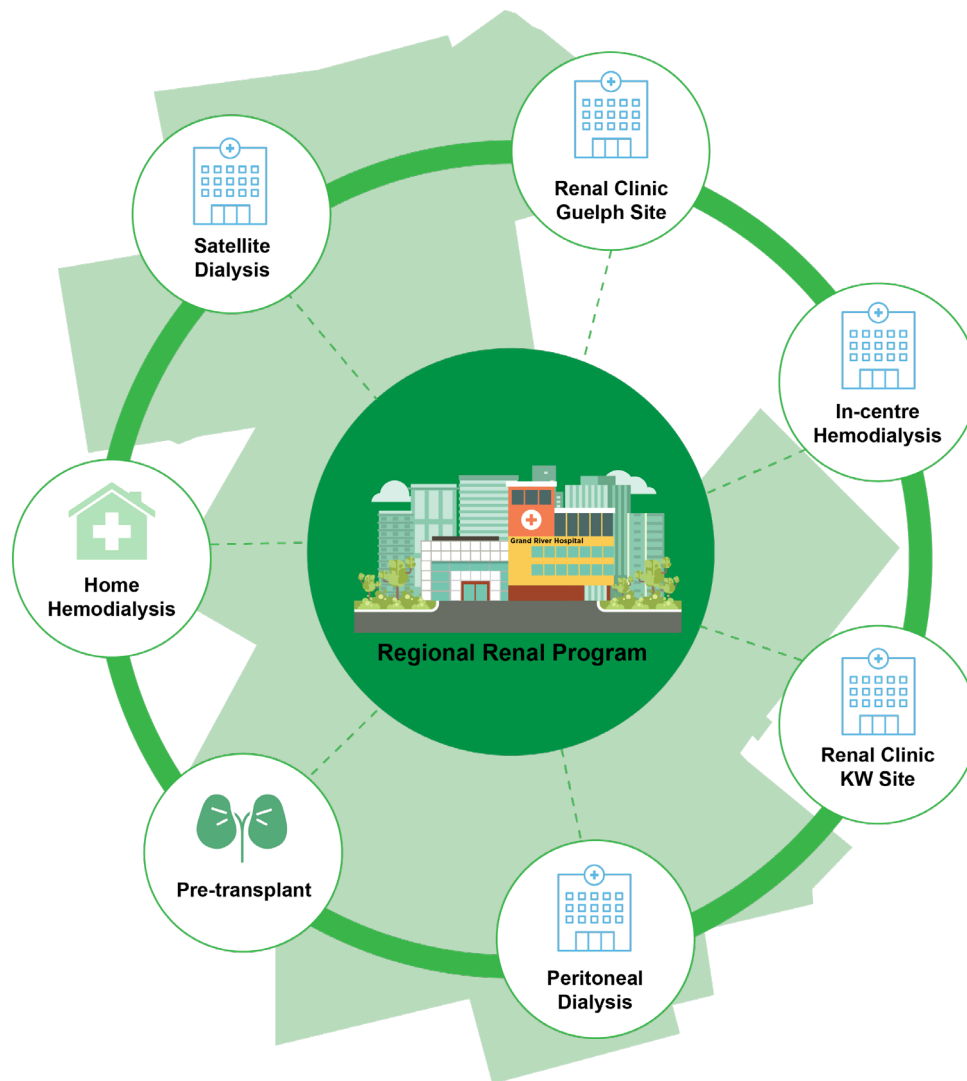 Renal Clinic
Guelph Site
Satellite
Dialysis
In-centre
Hemodialysis
Grand River Hospital
Home
Hemodialysis
Regional Renal Program
Renal Clinic
KW Site
Pre-transplant
Peritoneal
Dialysis